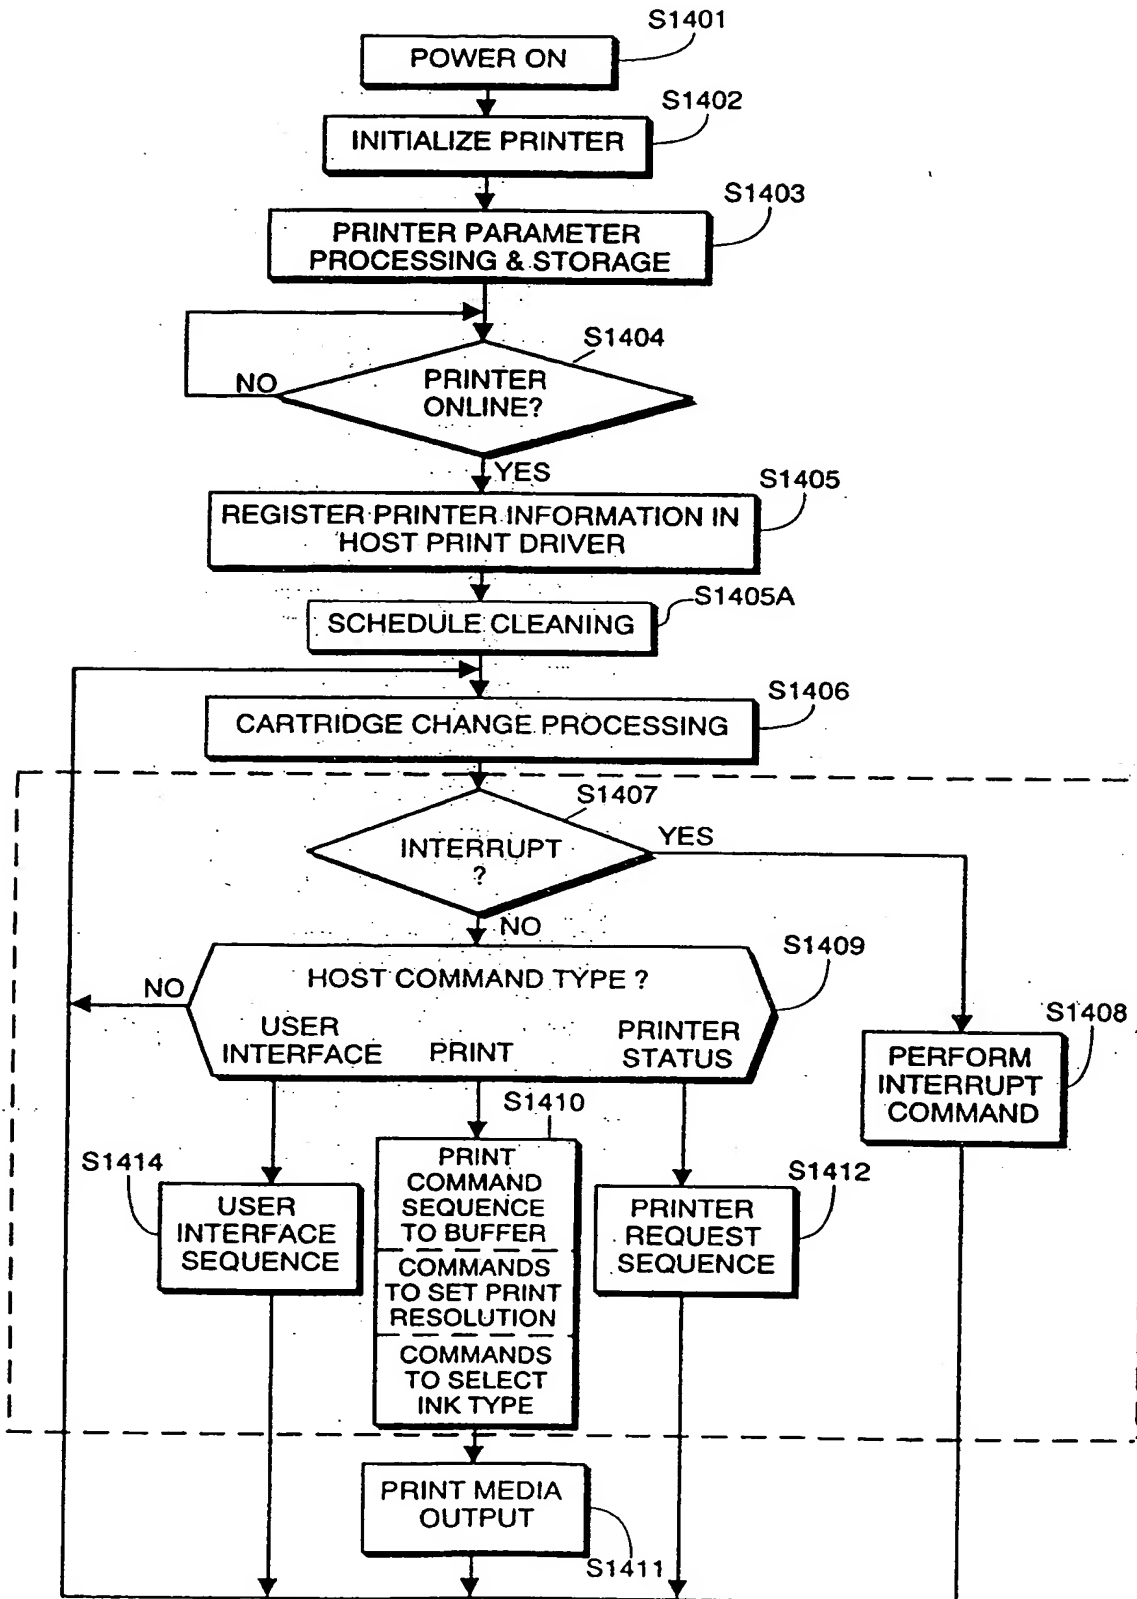 S1401
POWER ON
S1402
INITIALIZE PRINTER
S1403
PRINTER PARAMETER
PROCESSING & STORAGE
S1404
PRINTER
ONLINE?
NO
YES
S1405
REGISTER PRINTER INFORMATION IN
HOST PRINT DRIVER
S1405A
SCHEDULE CLEANING
S1406
CARTRIDGE CHANGE PROCESSING
S1407
INTERRUPT
?
YES
NO
S1409
HOST COMMAND TYPE ?
NO
USER
INTERFACE
PRINT
PRINTER
STATUS
S1408
PERFORM
INTERRUPT
COMMAND
S1414
USER
INTERFACE
SEQUENCE
S1410
PRINT
COMMAND
SEQUENCE
TO BUFFER
COMMANDS
TO SET PRINT
RESOLUTION
COMMANDS
TO SELECT
INK TYPE
S1412
PRINTER
REQUEST
SEQUENCE
PRINT MEDIA
OUTPUT
S1411